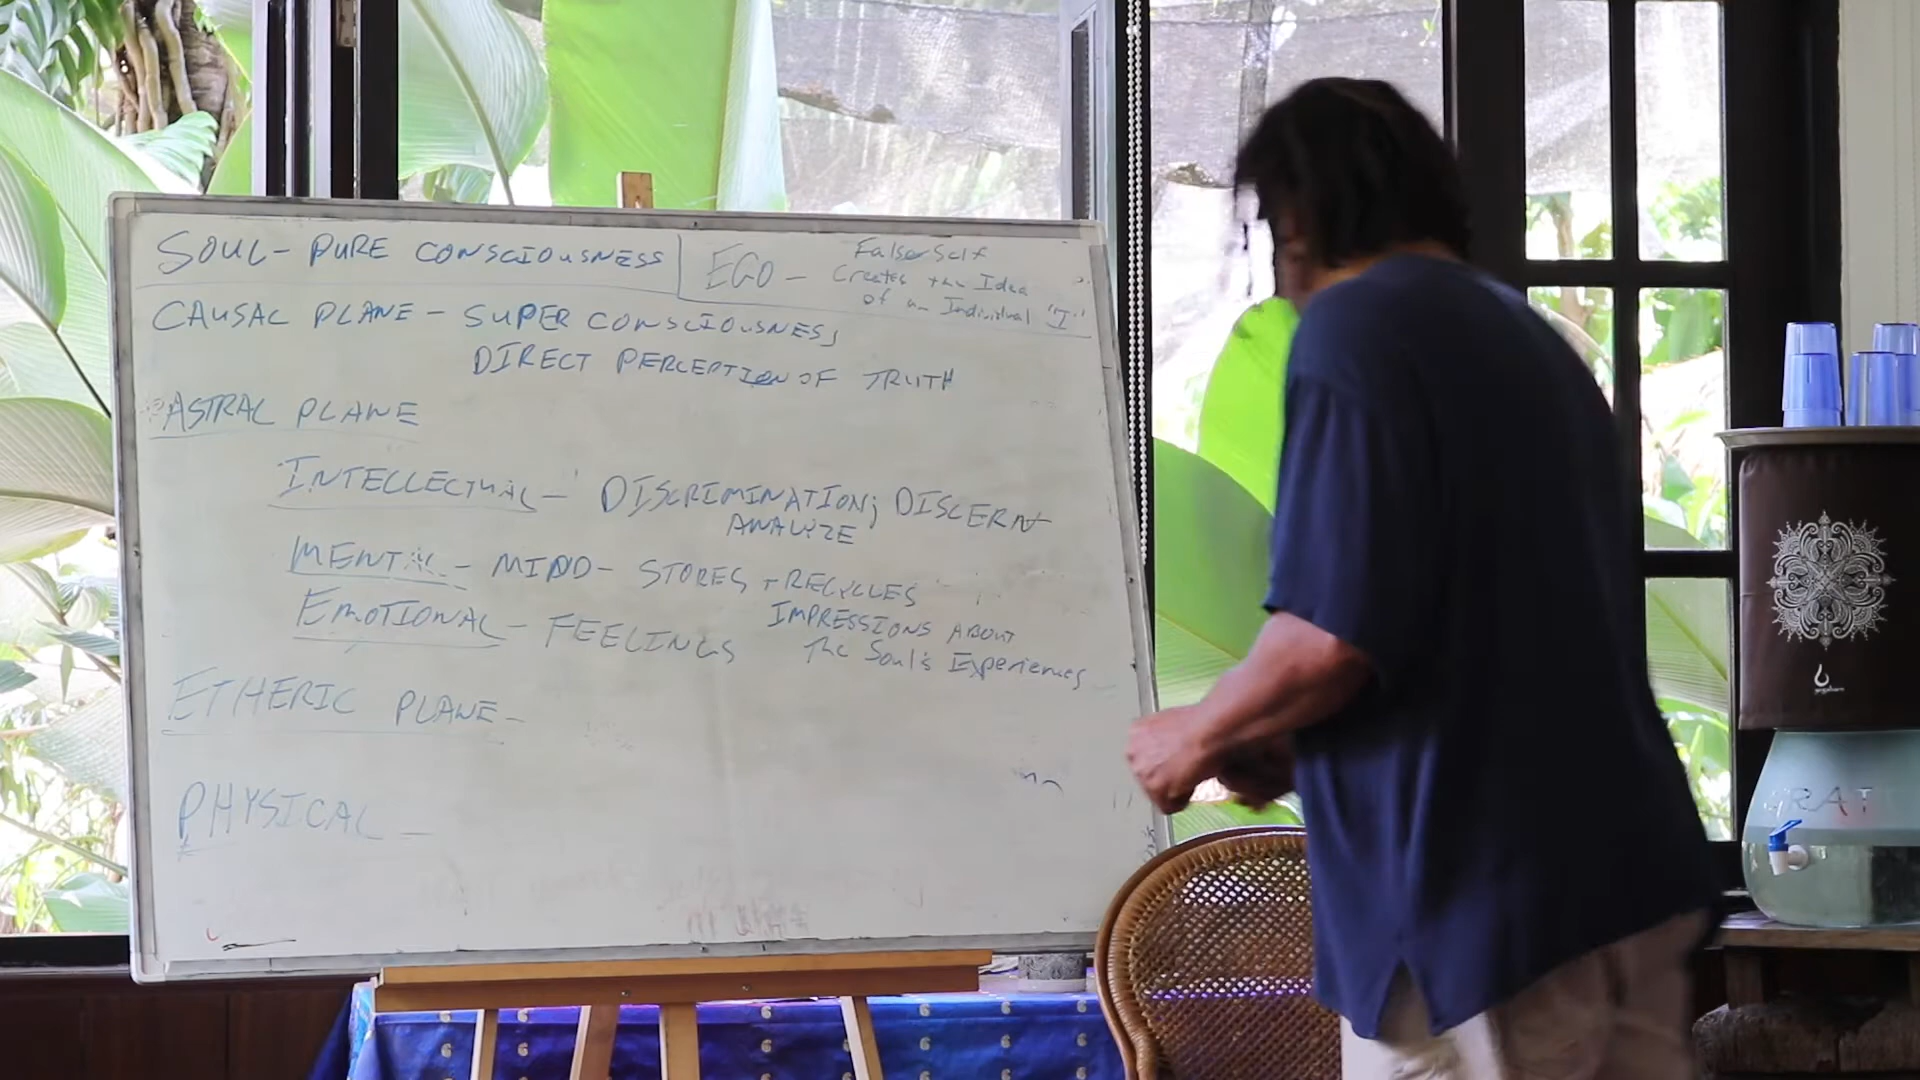 SOUL - PURE CONSCIOUSNESS
EGO - False Self
Creates the Idea
of an Individual "I"
CAUSAL PLANE - SUPER CONSCIOUSNESS,
DIRECT PERCEPTION OF TRUTH
ASTRAL PLANE
INTELLECTUAL - DISCRIMINATION; DISCERN
ANALYZE
MENTAL - MIND - STORES + RECYCLES
IMPRESSIONS ABOUT
The Soul's Experiences
EMOTIONAL - FEELINGS
ETHERIC PLANE -
PHYSICAL -
yogabarn